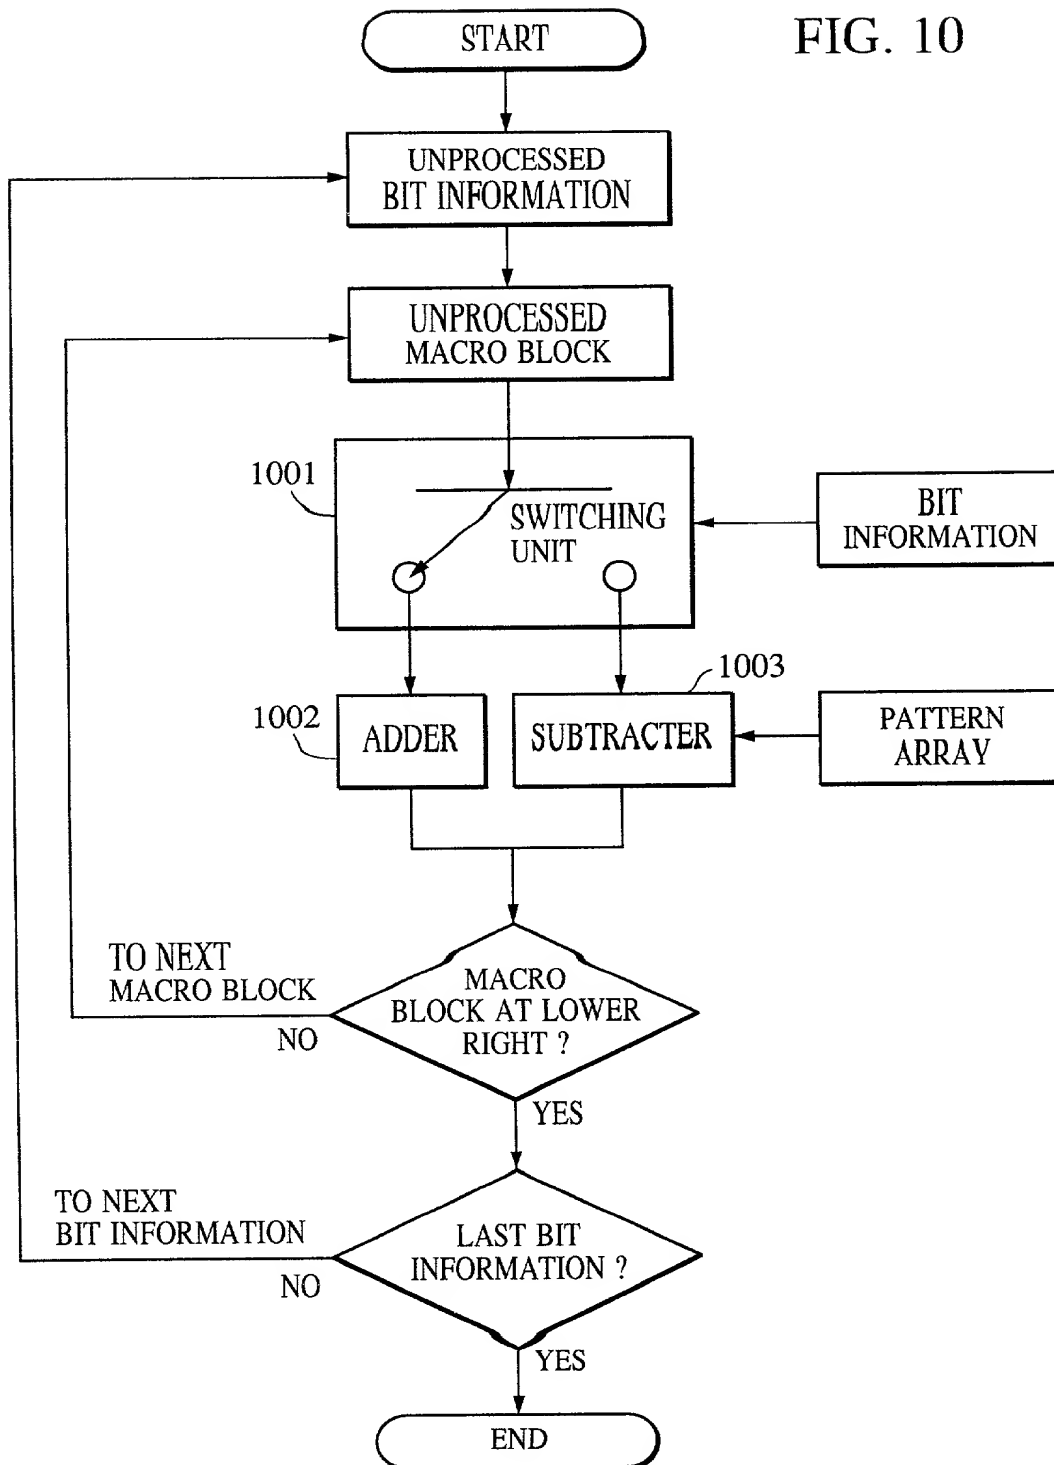 START
FIG. 10
UNPROCESSED
BIT INFORMATION
UNPROCESSED
MACRO BLOCK
1001
SWITCHING
UNIT
BIT
INFORMATION
1002
ADDER
1003
SUBTRACTER
PATTERN
ARRAY
TO NEXT
MACRO BLOCK
NO
MACRO
BLOCK AT LOWER
RIGHT ?
YES
TO NEXT
BIT INFORMATION
NO
LAST BIT
INFORMATION ?
YES
END